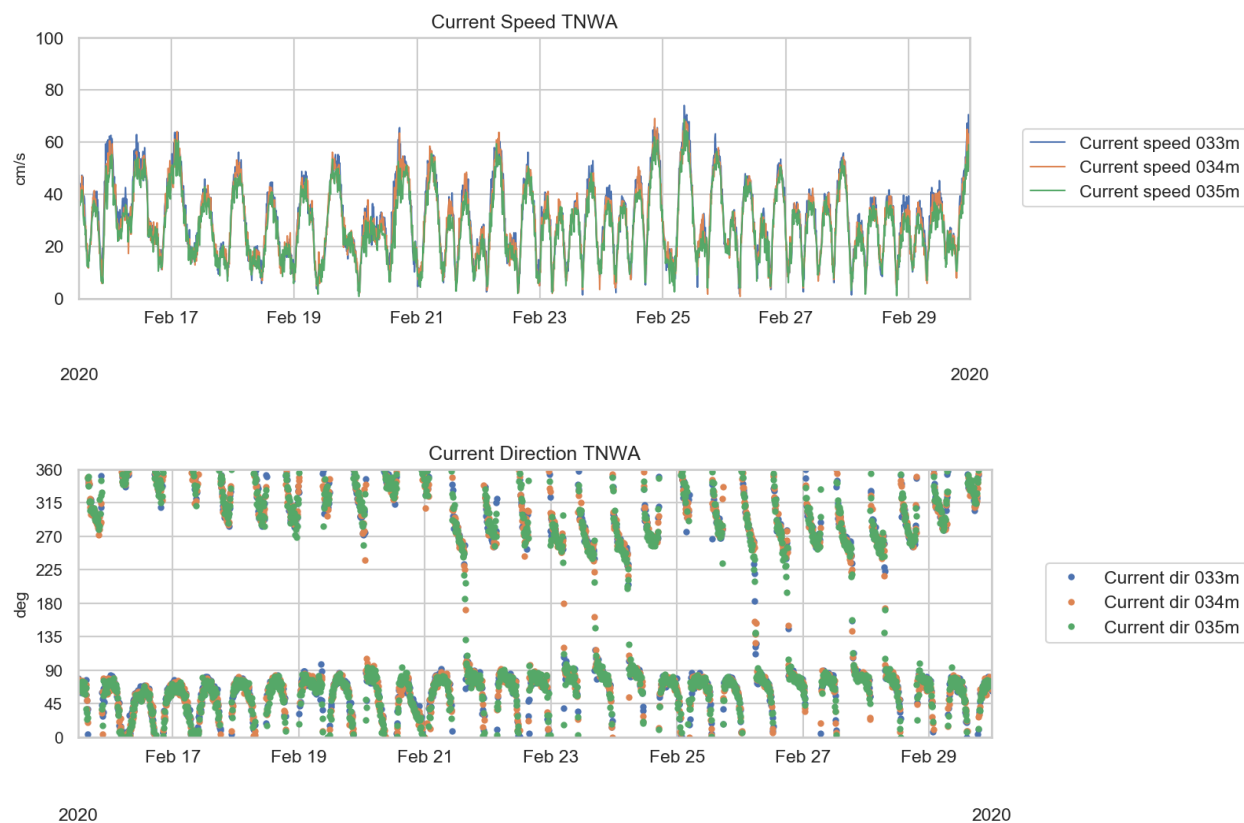 Current Speed TNWA
100
80
60
40
20
0
cm/s
Feb 17 Feb 19 Feb 21 Feb 23 Feb 25 Feb 27 Feb 29
2020 2020
Current speed 033m
Current speed 034m
Current speed 035m
Current Direction TNWA
360
315
270
225
180
135
90
45
0
deg
Feb 17 Feb 19 Feb 21 Feb 23 Feb 25 Feb 27 Feb 29
2020 2020
Current dir 033m
Current dir 034m
Current dir 035m